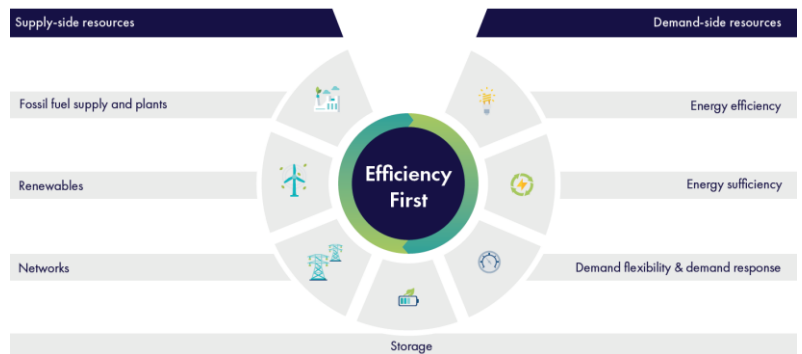 Supply-side resources
Demand-side resources
Fossil fuel supply and plants
Energy efficiency
Efficiency
First
Renewables
Energy sufficiency
Networks
Demand flexibility & demand response
Storage